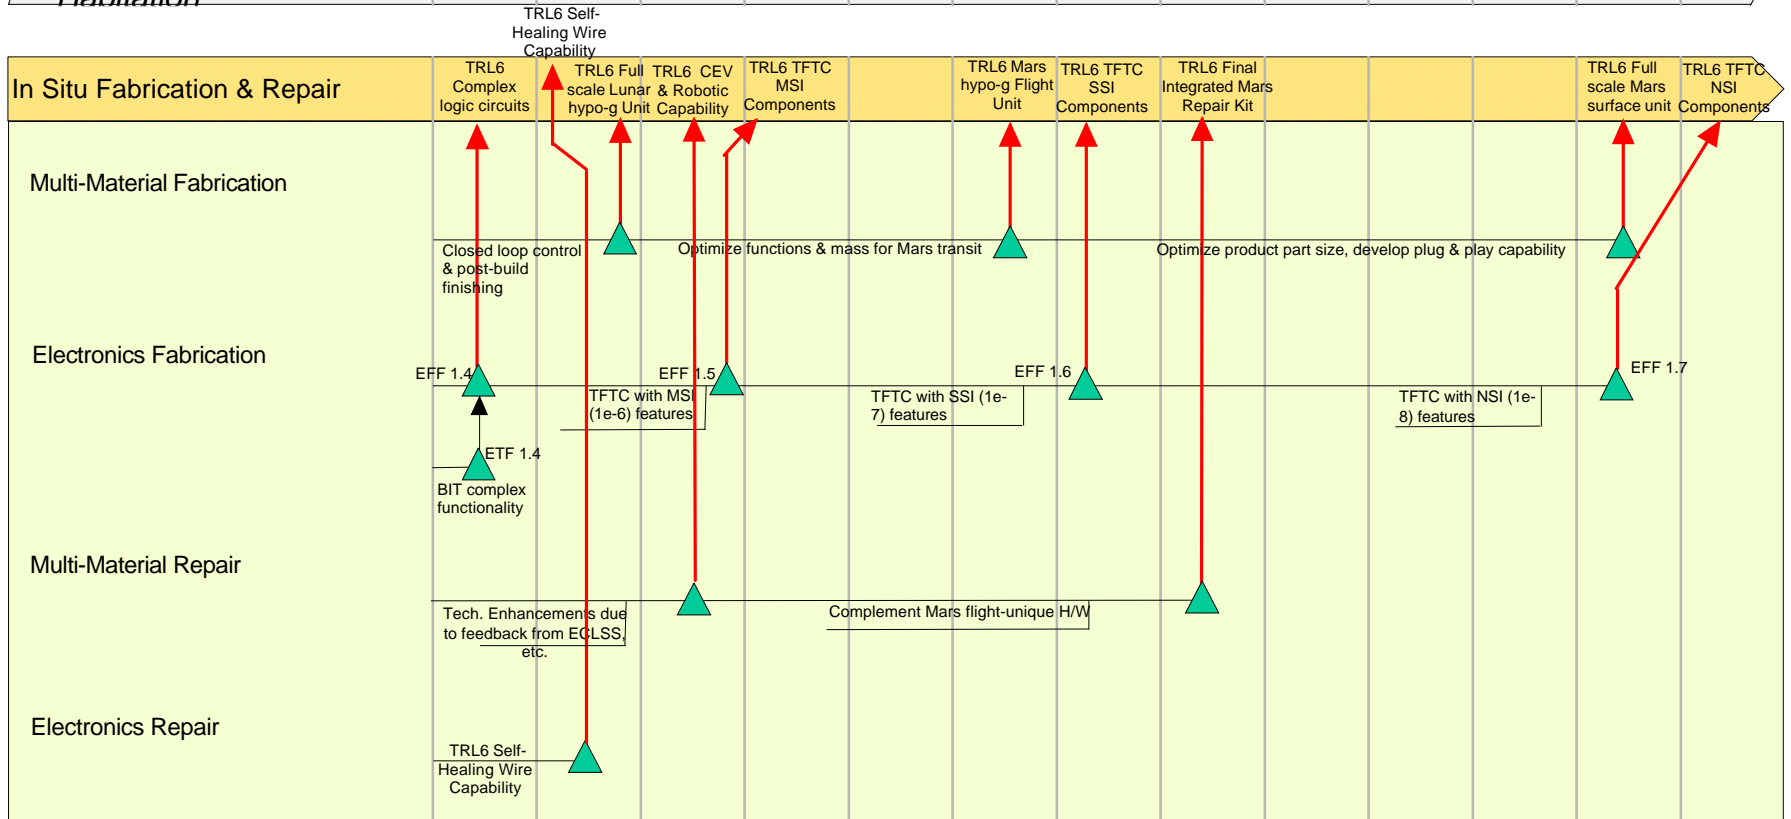 Habitation
TRL6 Self-
Healing Wire
Capability
In Situ Fabrication & Repair
TRL6
Complex
logic circuits
TRL6 Full
scale Lunar
hypo-g Unit
TRL6 CEV
& Robotic
Capability
TRL6 TFTC
MSI
Components
TRL6 Mars
hypo-g Flight
Unit
TRL6 TFTC
SSI
Components
TRL6 Final
Integrated Mars
Repair Kit
TRL6 Full
scale Mars
surface unit
TRL6 TFTC
NSI
Components
Multi-Material Fabrication
Closed loop control
& post-build
finishing
Optimize functions & mass for Mars transit
Optimize product part size, develop plug & play capability
Electronics Fabrication
EFF 1.4
EFF 1.5
EFF 1.6
EFF 1.7
TFTC with MSI
(1e-6) features
TFTC with SSI (1e-
7) features
TFTC with NSI (1e-
8) features
ETF 1.4
BIT complex
functionality
Multi-Material Repair
Tech. Enhancements due
to feedback from ECLSS,
etc.
Complement Mars flight-unique H/W
Electronics Repair
TRL6 Self-
Healing Wire
Capability